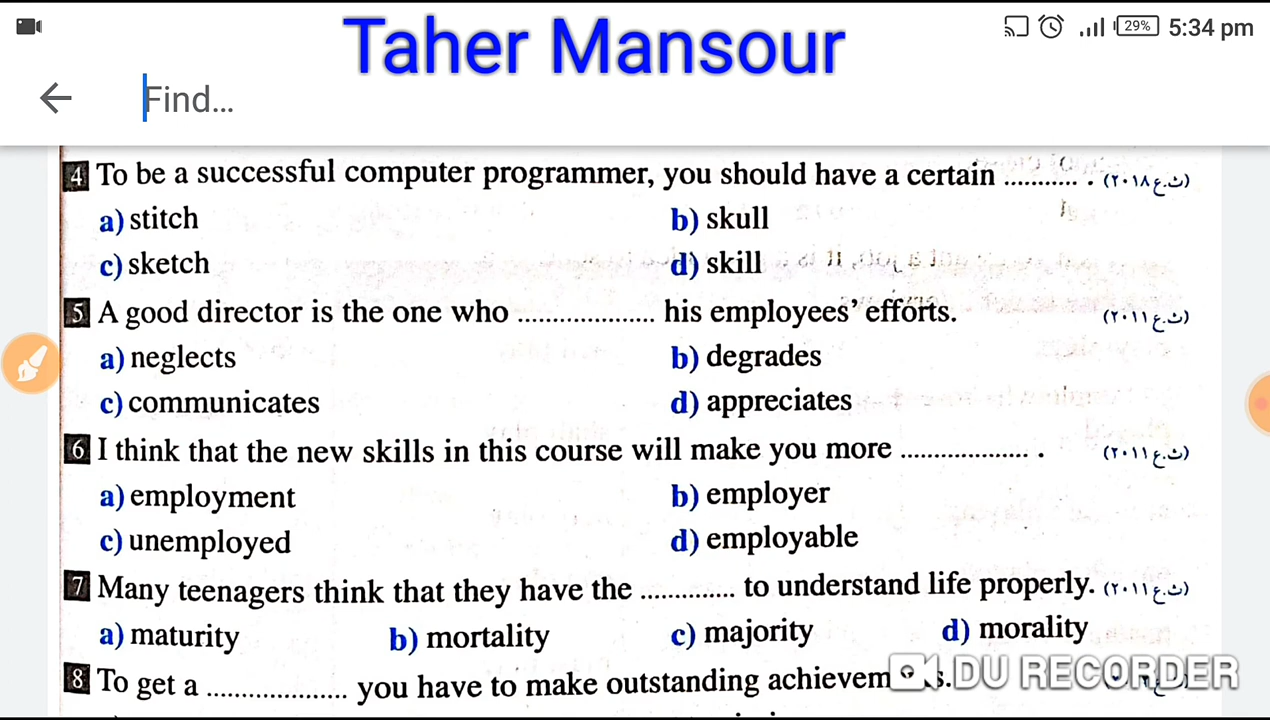 Taher Mansour
29% 5:34 pm
Find...
4 To be a successful computer programmer, you should have a certain ........... . (ث.ع ٢٠١٨)
a) stitch b) skull
c) sketch d) skill
5 A good director is the one who .................... his employees' efforts. (ث.ع ٢٠١١)
a) neglects b) degrades
c) communicates d) appreciates
6 I think that the new skills in this course will make you more ................... . (ث.ع ٢٠١١)
a) employment b) employer
c) unemployed d) employable
7 Many teenagers think that they have the .............. to understand life properly. (ث.ع ٢٠١١)
a) maturity b) mortality c) majority d) morality
8 To get a .................... you have to make outstanding
DU RECORDER